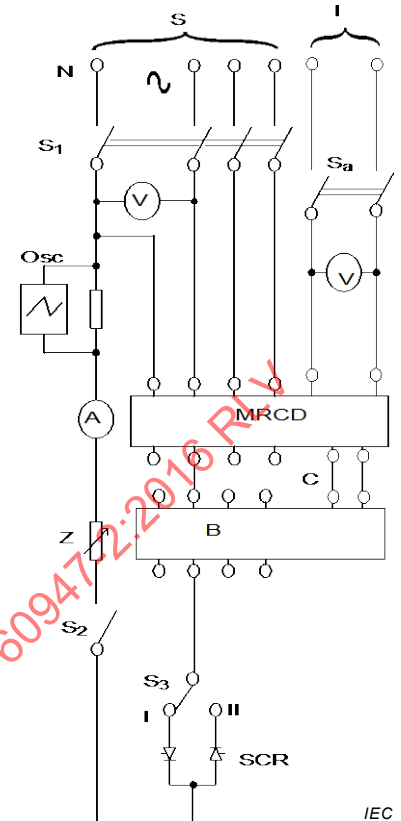 S I
N
S1
Sa
V
V
Osc
A
MRCD
C
Z
B
S2
S3
I II
SCR
60947-2:2016 RLV
IEC